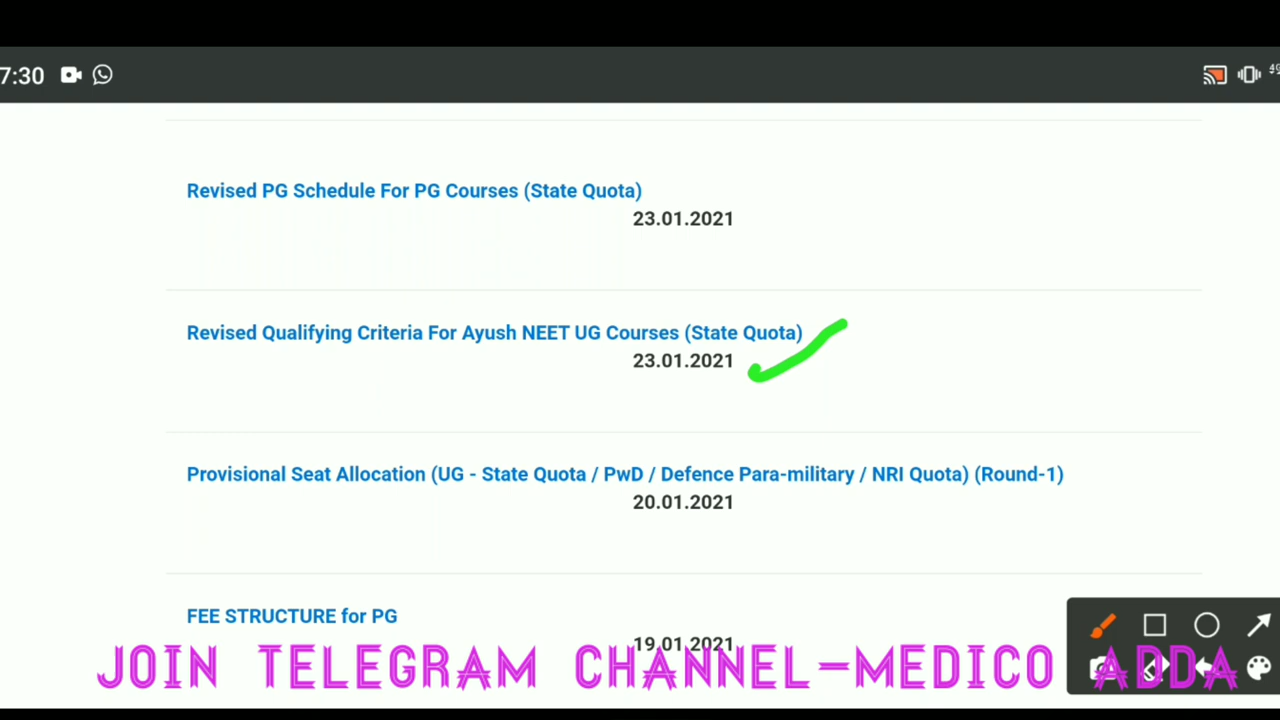 7:30
4G
Revised PG Schedule For PG Courses (State Quota)
23.01.2021
Revised Qualifying Criteria For Ayush NEET UG Courses (State Quota)
23.01.2021
Provisional Seat Allocation (UG - State Quota / PwD / Defence Para-military / NRI Quota) (Round-1)
20.01.2021
FEE STRUCTURE for PG
19.01.2021
JOIN TELEGRAM CHANNEL-MEDICO ADDA